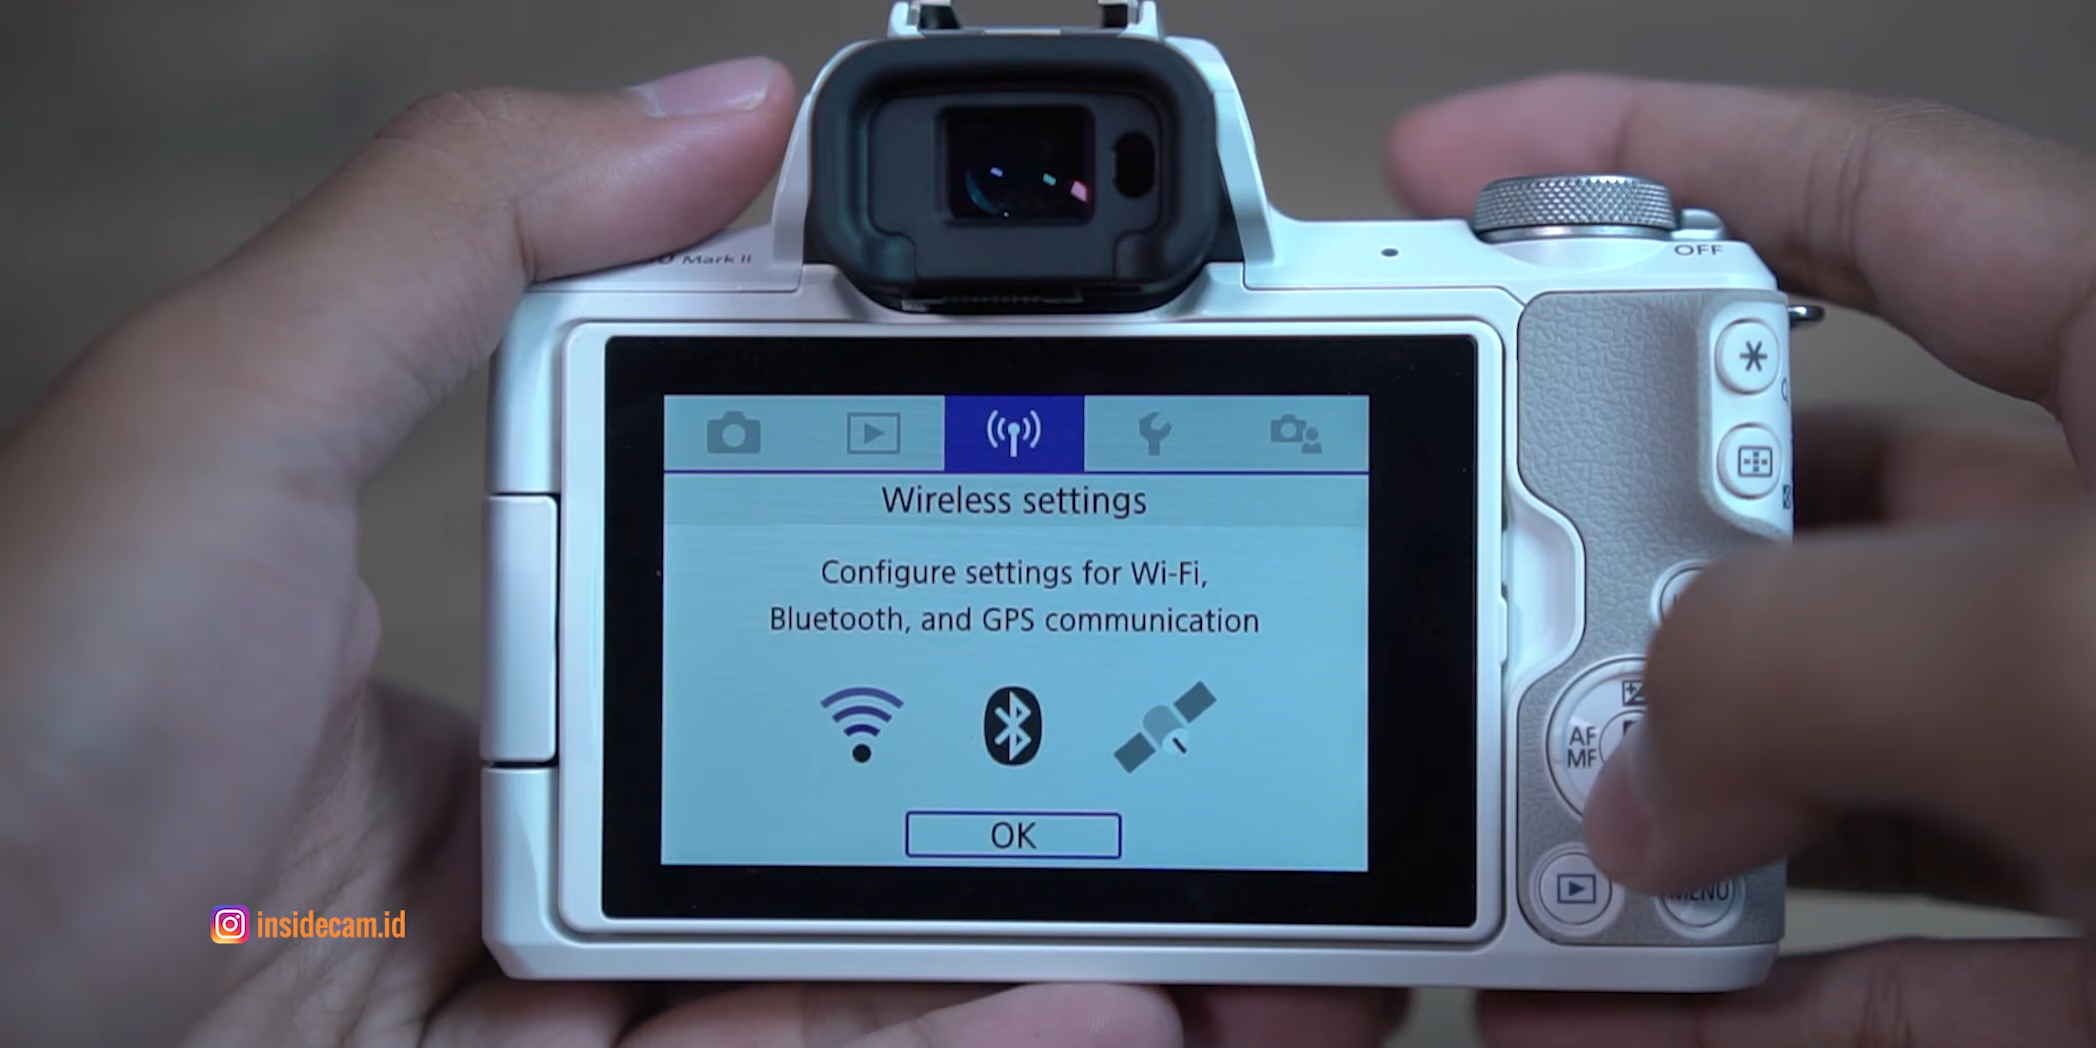 Mark II
OFF
Wireless settings
Configure settings for Wi-Fi,
Bluetooth, and GPS communication
OK
AF
MF
MENU
insidecam.id